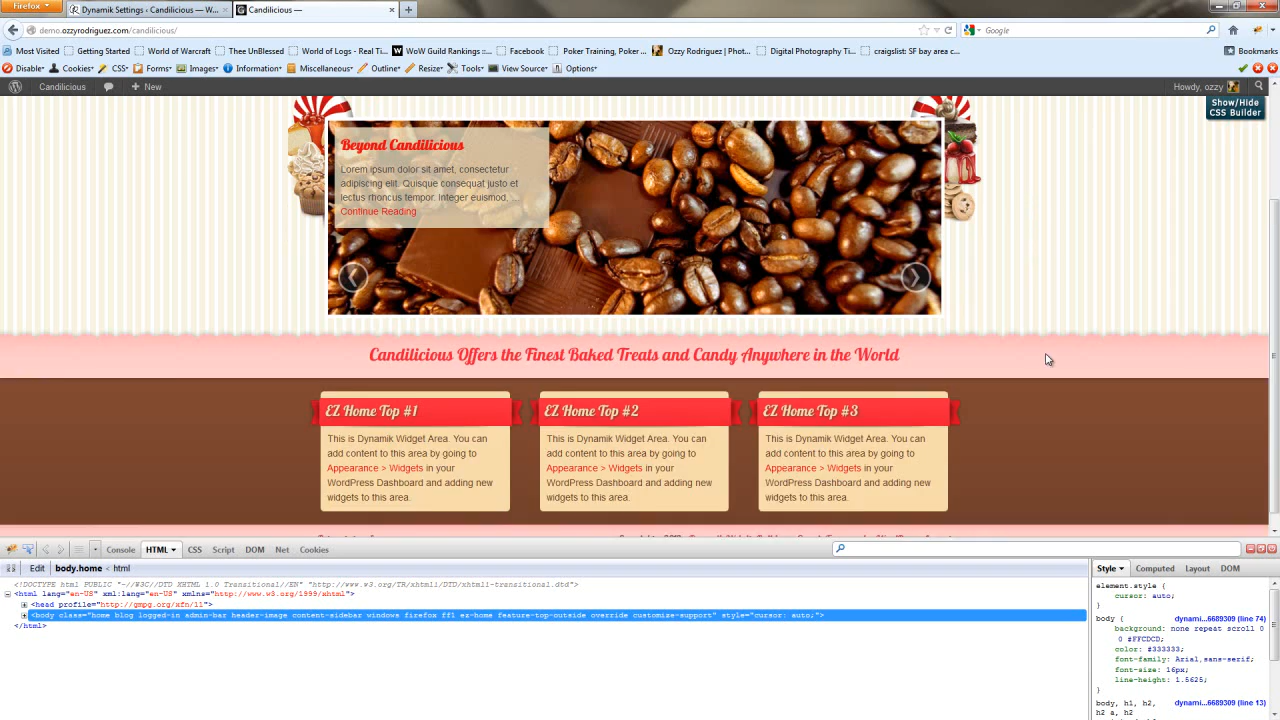 Firefox
Dynamik Settings ‹ Candilicious — W...
Candilicious —
demo.ozzyrodriguez.com/candilicious/
Google
Most Visited
Getting Started
World of Warcraft
Thee UnBlessed
World of Logs - Real Ti...
WoW Guild Rankings ::...
Facebook
Poker Training, Poker ...
Ozzy Rodriguez | Phot...
Digital Photography Ti...
craigslist: SF bay area c...
Bookmarks
Disable
Cookies
CSS
Forms
Images
Information
Miscellaneous
Outline
Resize
Tools
View Source
Options
Candilicious
New
Howdy, ozzy
Show/Hide
CSS Builder
Beyond Candilicious
Lorem ipsum dolor sit amet, consectetur
adipiscing elit. Quisque consequat justo et
lectus rhoncus tempor. Integer euismod, ...
Continue Reading
Candilicious Offers the Finest Baked Treats and Candy Anywhere in the World
EZ Home Top #1
This is Dynamik Widget Area. You can
add content to this area by going to
Appearance > Widgets in your
WordPress Dashboard and adding new
widgets to this area.
EZ Home Top #2
This is Dynamik Widget Area. You can
add content to this area by going to
Appearance > Widgets in your
WordPress Dashboard and adding new
widgets to this area.
EZ Home Top #3
This is Dynamik Widget Area. You can
add content to this area by going to
Appearance > Widgets in your
WordPress Dashboard and adding new
widgets to this area.
Console
HTML
CSS
Script
DOM
Net
Cookies
Edit
body.home < html
<!DOCTYPE html PUBLIC "-//W3C//DTD XHTML 1.0 Transitional//EN" "http://www.w3.org/TR/xhtml1/DTD/xhtml1-transitional.dtd">
<html lang="en-US" xml:lang="en-US" xmlns="http://www.w3.org/1999/xhtml">
<head profile="http://gmpg.org/xfn/11">
<body class="home blog logged-in admin-bar header-image content-sidebar windows firefox ff1 ez-home feature-top-outside override customize-support" style="cursor: auto;">
</html>
Style
Computed
Layout
DOM
element.style {
cursor: auto;
}
body {
dynami...6689309 (line 74)
background: none repeat scroll 0
0 #FFCDCD;
color: #333333;
font-family: Arial,sans-serif;
font-size: 16px;
line-height: 1.5625;
}
body, h1, h2,
h2 a, h2
dynami...6689309 (line 13)